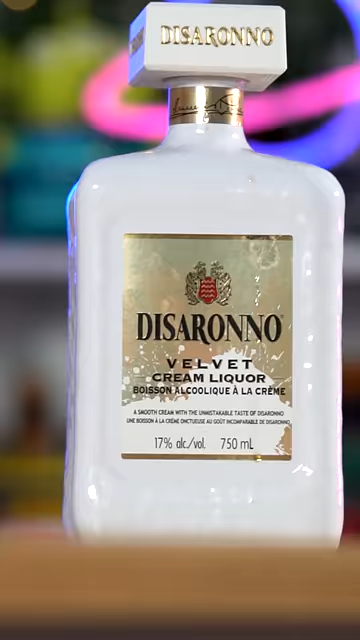 DISARONNO
DISARONNO
VELVET
CREAM LIQUOR
BOISSON ALCOOLIQUE À LA CRÈME
A SMOOTH CREAM WITH THE UNMISTAKABLE TASTE OF DISARONNO
UNE BOISSON À LA CRÈME ONCTUEUSE AU GOÛT INCOMPARABLE DE DISARONNO
17% alc./vol. 750 mL